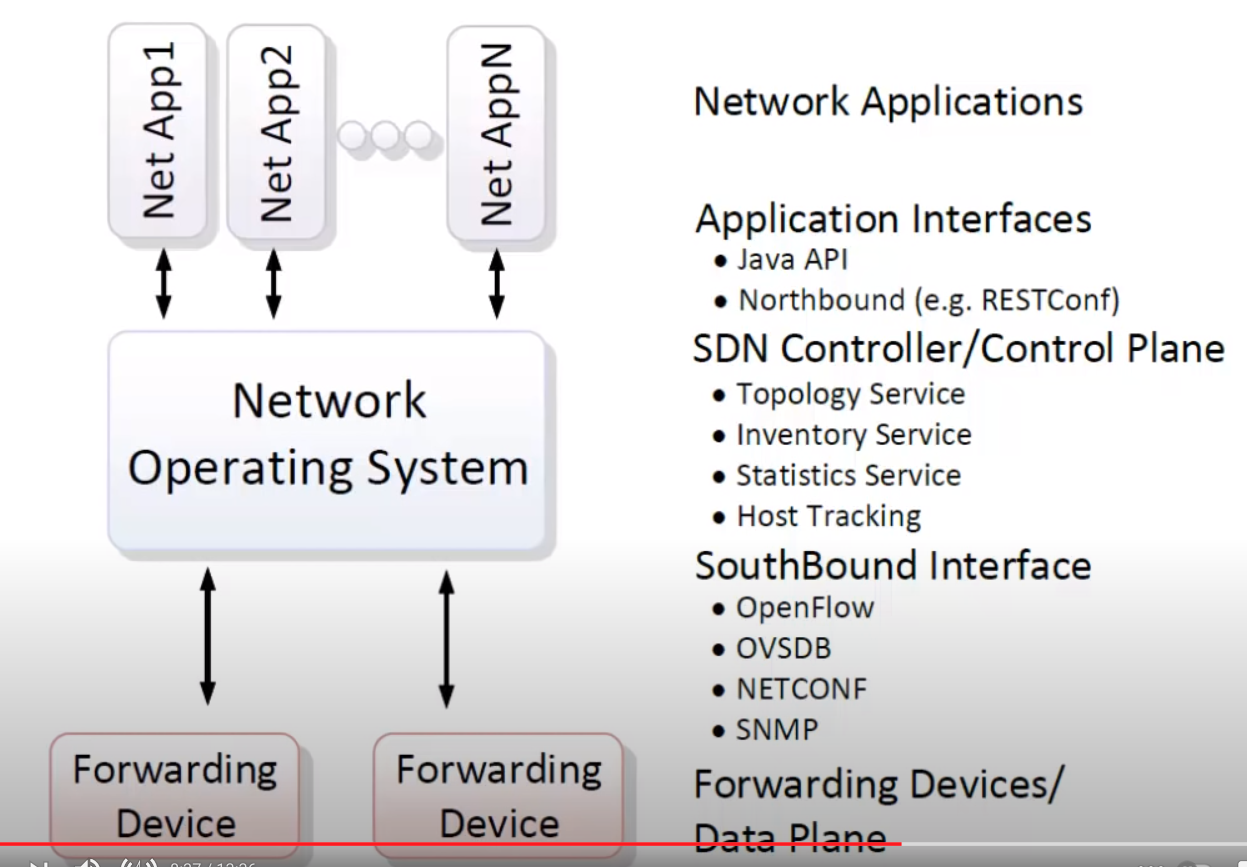 Net App1
Net App2
Net AppN
Network Applications
Application Interfaces
• Java API
• Northbound (e.g. RESTConf)
Network
Operating System
SDN Controller/Control Plane
• Topology Service
• Inventory Service
• Statistics Service
• Host Tracking
SouthBound Interface
• OpenFlow
• OVSDB
• NETCONF
• SNMP
Forwarding
Device
Forwarding
Device
Forwarding Devices/
Data Plane